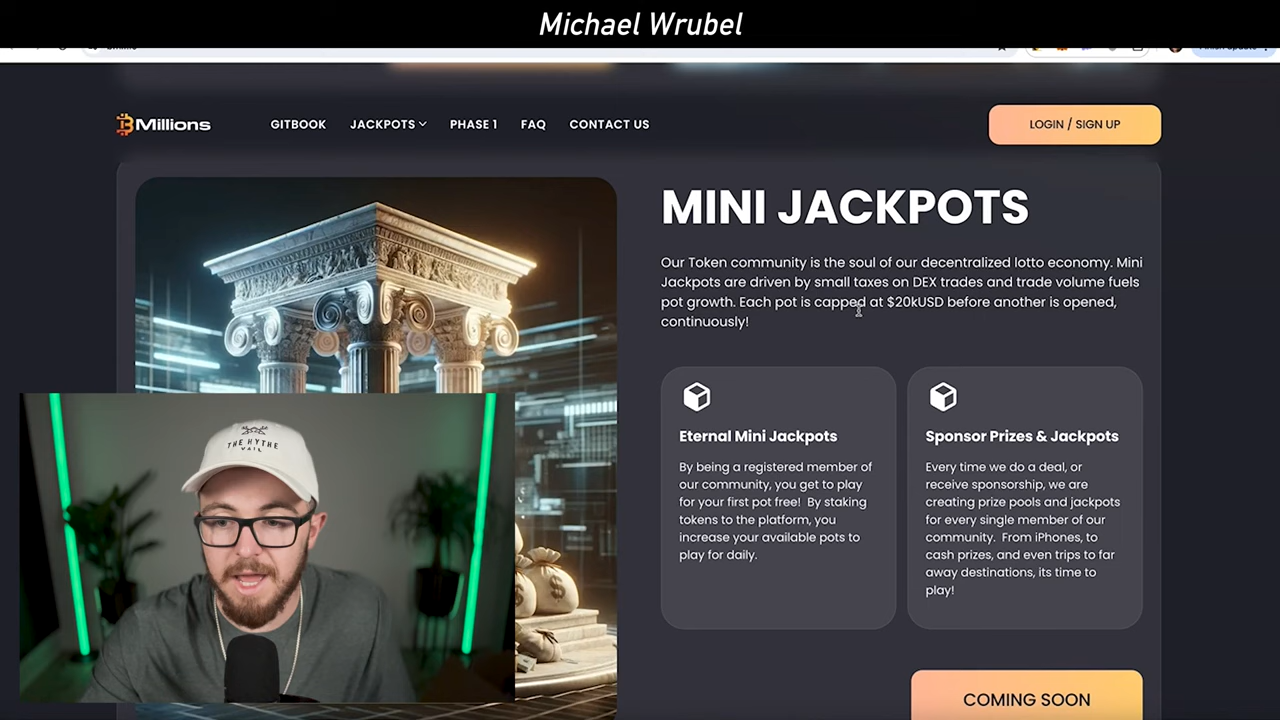 Michael Wrubel
Millions
GITBOOK
JACKPOTS
PHASE 1
FAQ
CONTACT US
LOGIN / SIGN UP
MINI JACKPOTS
Our Token community is the soul of our decentralized lotto economy. Mini
Jackpots are driven by small taxes on DEX trades and trade volume fuels
pot growth. Each pot is capped at $20kUSD before another is opened,
continuously!
Eternal Mini Jackpots
By being a registered member of
our community, you get to play
for your first pot free! By staking
tokens to the platform, you
increase your available pots to
play for daily.
Sponsor Prizes & Jackpots
Every time we do a deal, or
receive sponsorship, we are
creating prize pools and jackpots
for every single member of our
community. From iPhones, to
cash prizes, and even trips to far
away destinations, its time to
play!
COMING SOON
THE HYTHE
VAIL